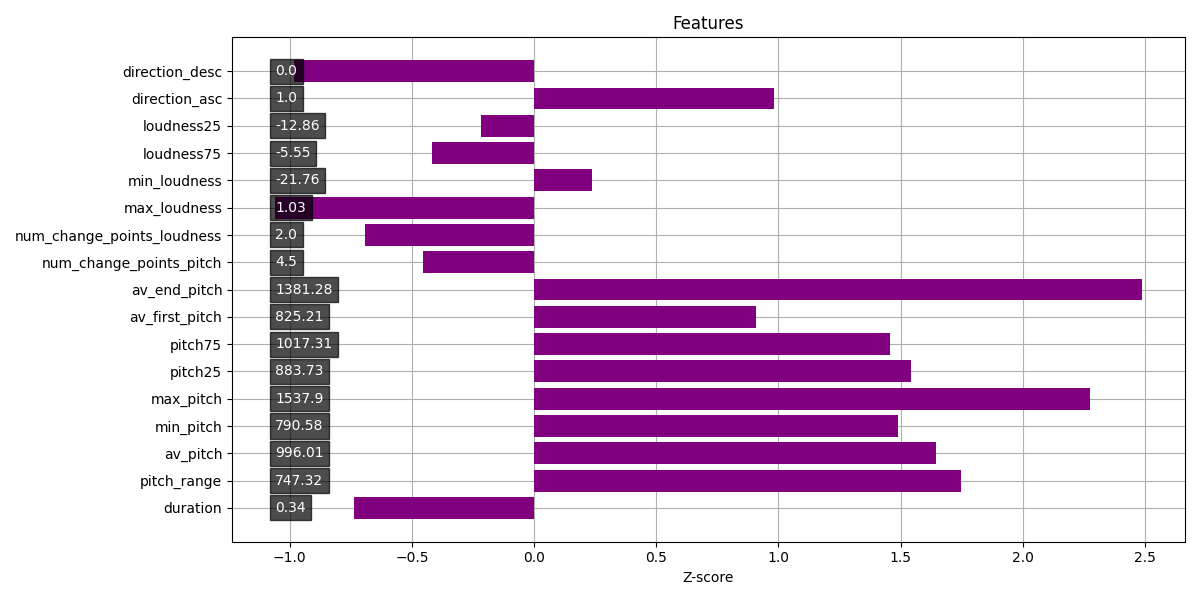 Features
direction_desc 0.0
direction_asc 1.0
loudness25 -12.86
loudness75 -5.55
min_loudness -21.76
max_loudness 1.03
num_change_points_loudness 2.0
num_change_points_pitch 4.5
av_end_pitch 1381.28
av_first_pitch 825.21
pitch75 1017.31
pitch25 883.73
max_pitch 1537.9
min_pitch 790.58
av_pitch 996.01
pitch_range 747.32
duration 0.34
−1.0 −0.5 0.0 0.5 1.0 1.5 2.0 2.5
Z-score